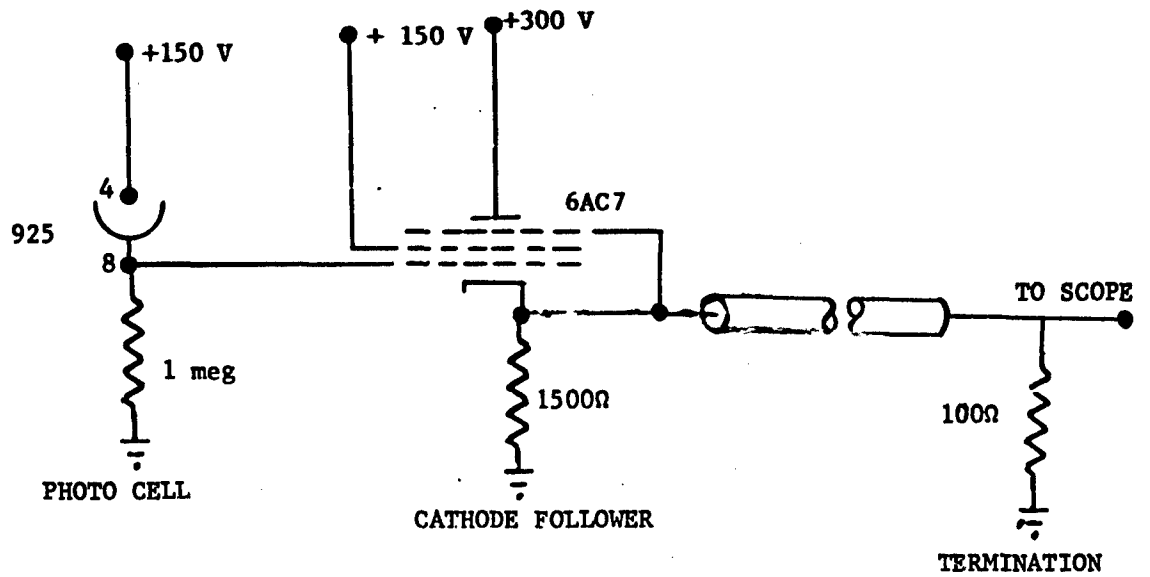 +150 V
+ 150 V
+300 V
4
925
8
6AC7
TO SCOPE
1 meg
1500Ω
100Ω
PHOTO CELL
CATHODE FOLLOWER
TERMINATION